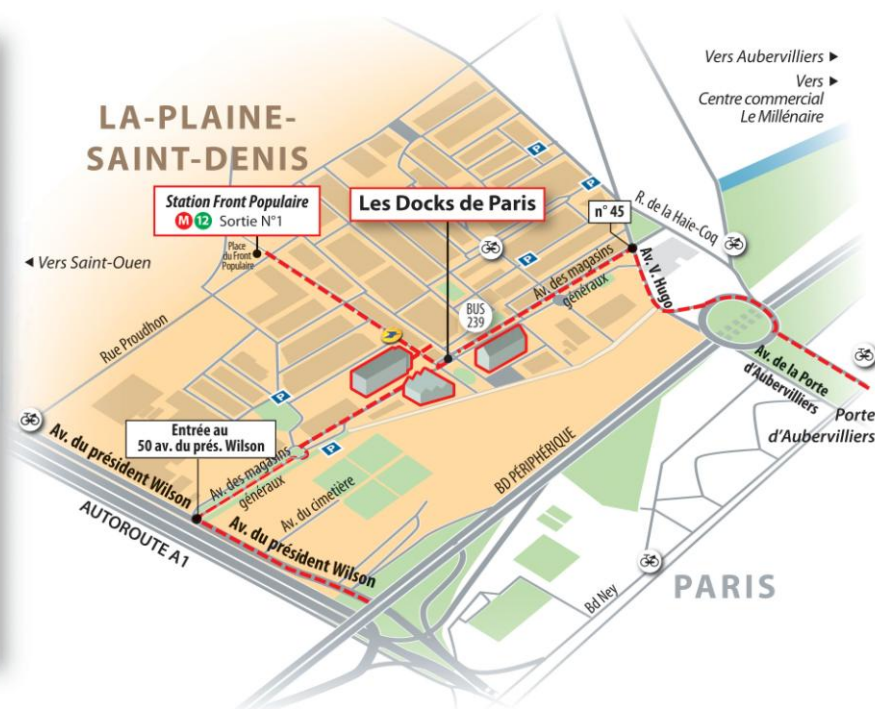 Vers Aubervilliers ►
Vers ►
Centre commercial
Le Millénaire
LA-PLAINE-
SAINT-DENIS
P
P
Station Front Populaire
M 12 Sortie N°1
Les Docks de Paris
n° 45
R. de la Haie-Coq
Place
du Front
Populaire
◄ Vers Saint-Ouen
Av. des magasins
généraux
Av. V. Hugo
BUS
239
Rue Proudhon
Av. de la Porte
d'Aubervilliers
P
Porte
d'Aubervilliers
Entrée au
50 av. du prés. Wilson
P
Av. du président Wilson
Av. des magasins
généraux
BD PÉRIPHÉRIQUE
Av. du cimetière
AUTOROUTE A1
Av. du président Wilson
PARIS
Bd Ney